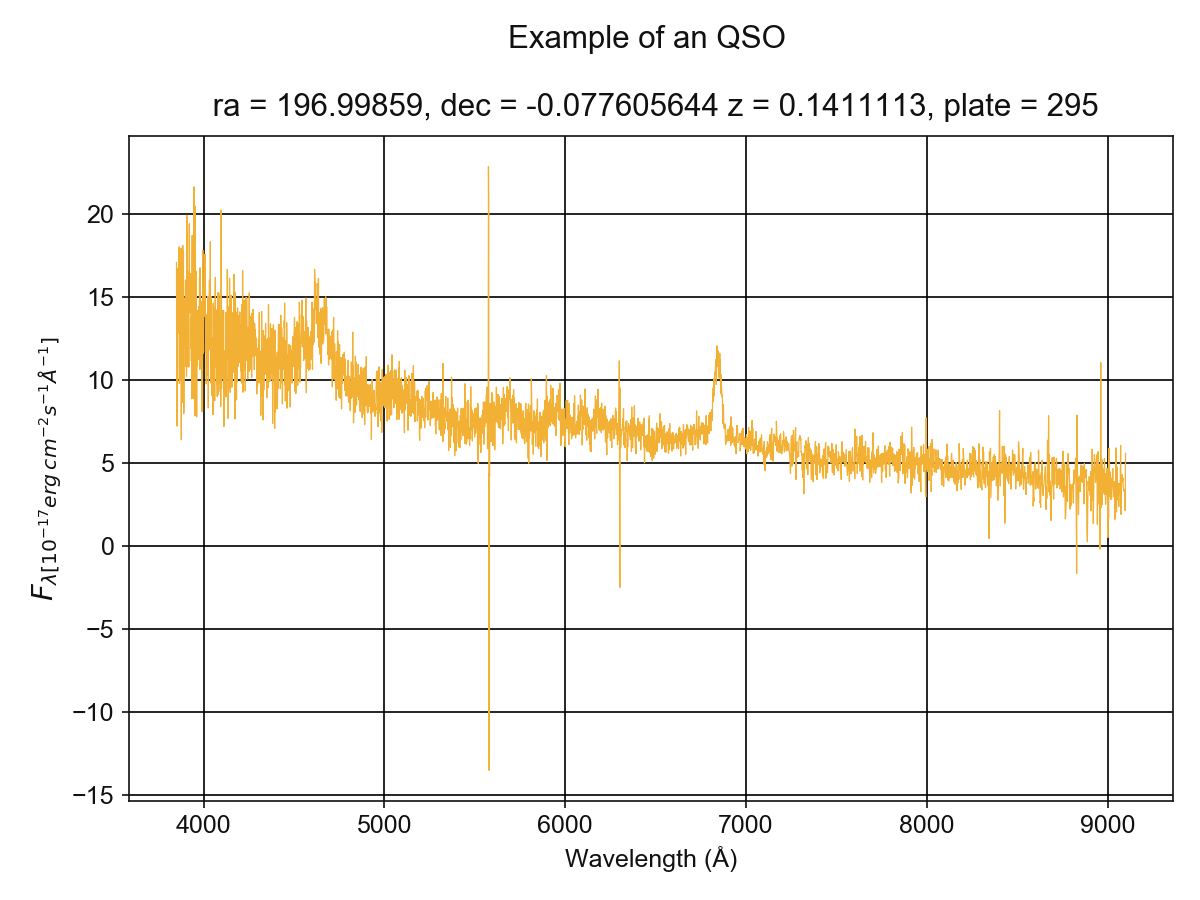 Example of an QSO
ra = 196.99859, dec = -0.077605644 z = 0.1411113, plate = 295
20
15
10
5
0
−5
−10
−15
F_λ[10^−17 erg cm^−2 s^−1 Å^−1]
4000 5000 6000 7000 8000 9000
Wavelength (Å)